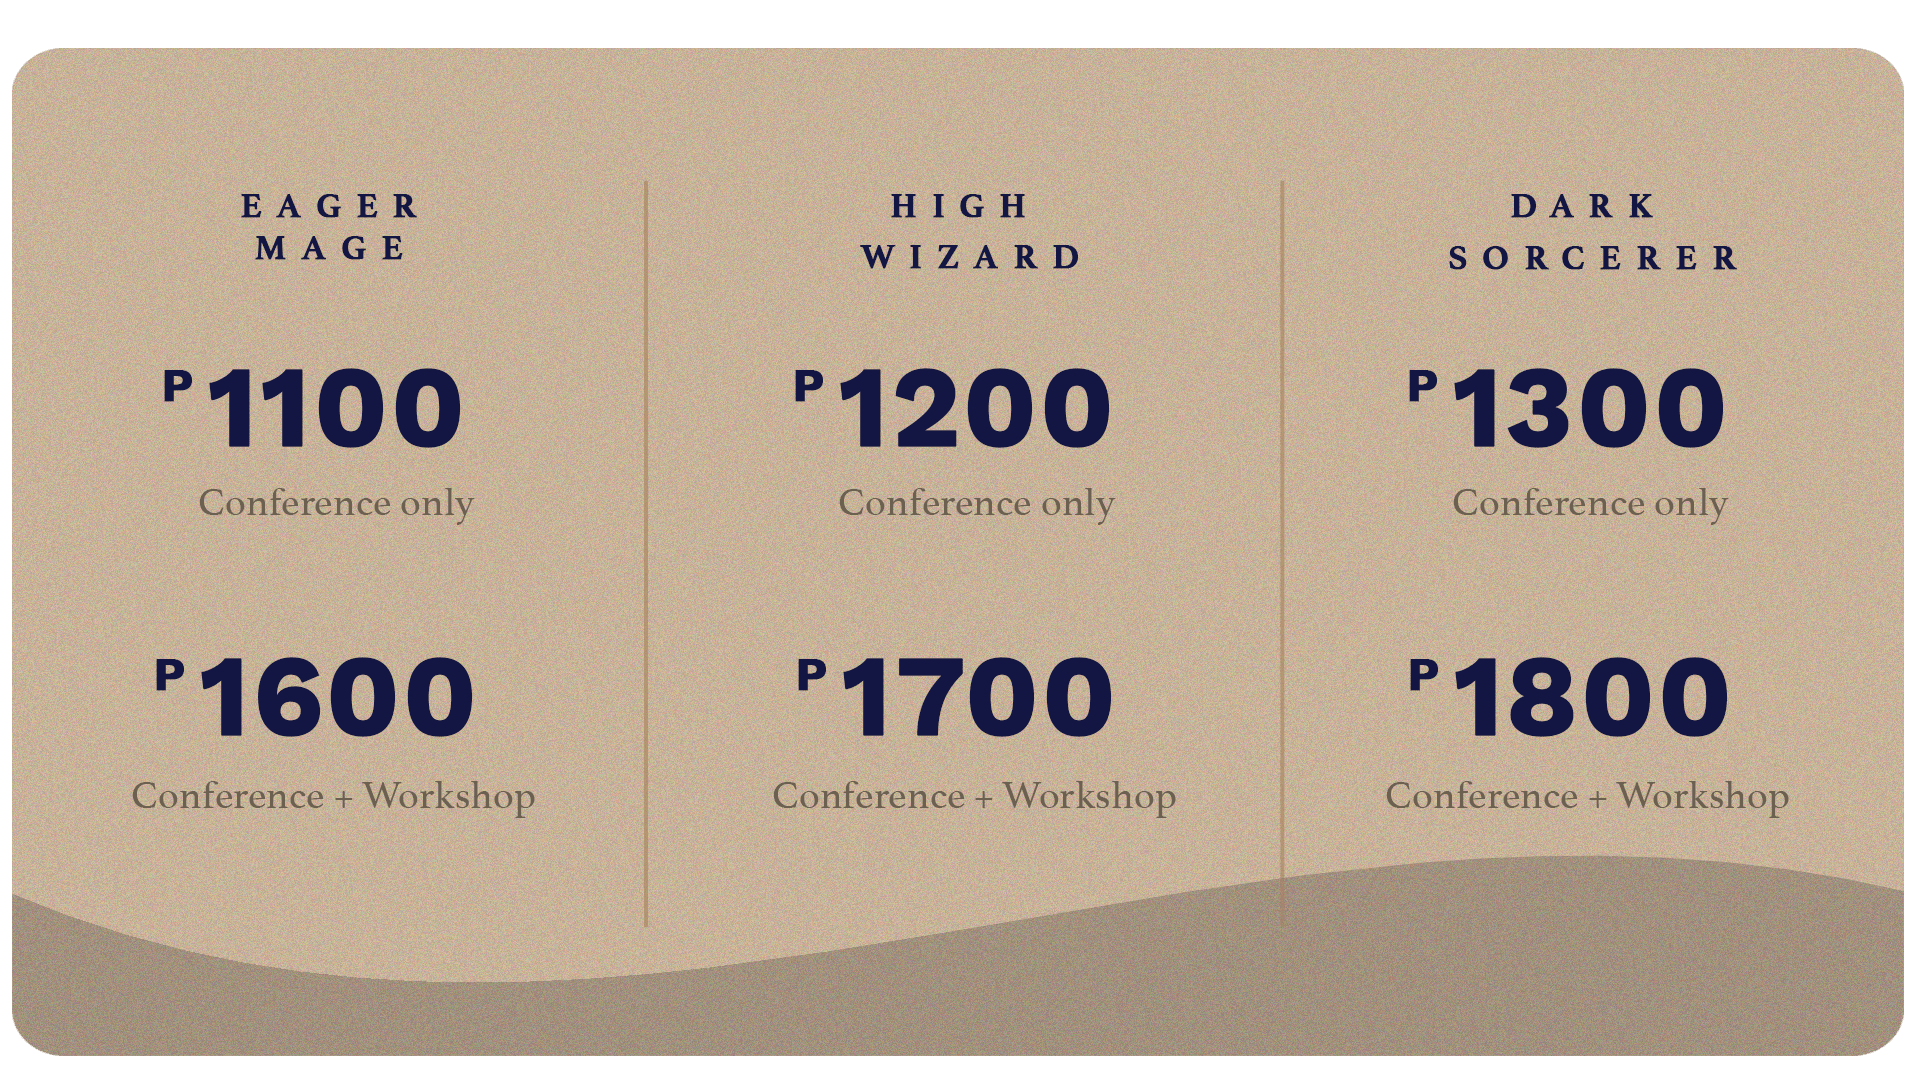 EAGER
MAGE
P1100
Conference only
P1600
Conference + Workshop
HIGH
WIZARD
P1200
Conference only
P1700
Conference + Workshop
DARK
SORCERER
P1300
Conference only
P1800
Conference + Workshop